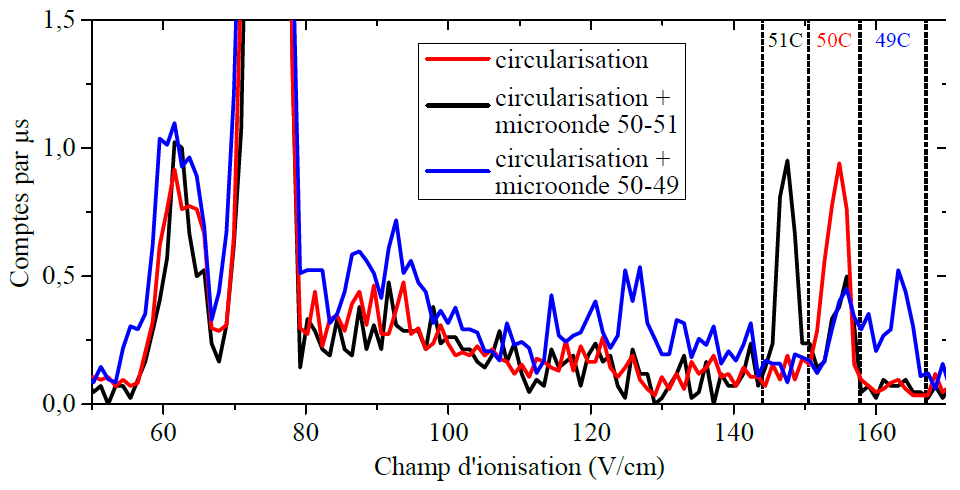 1,5
51C 50C 49C
circularisation
circularisation +
microonde 50-51
circularisation +
microonde 50-49
1,0
0,5
0,0
Comptes par µs
60 80 100 120 140 160
Champ d'ionisation (V/cm)